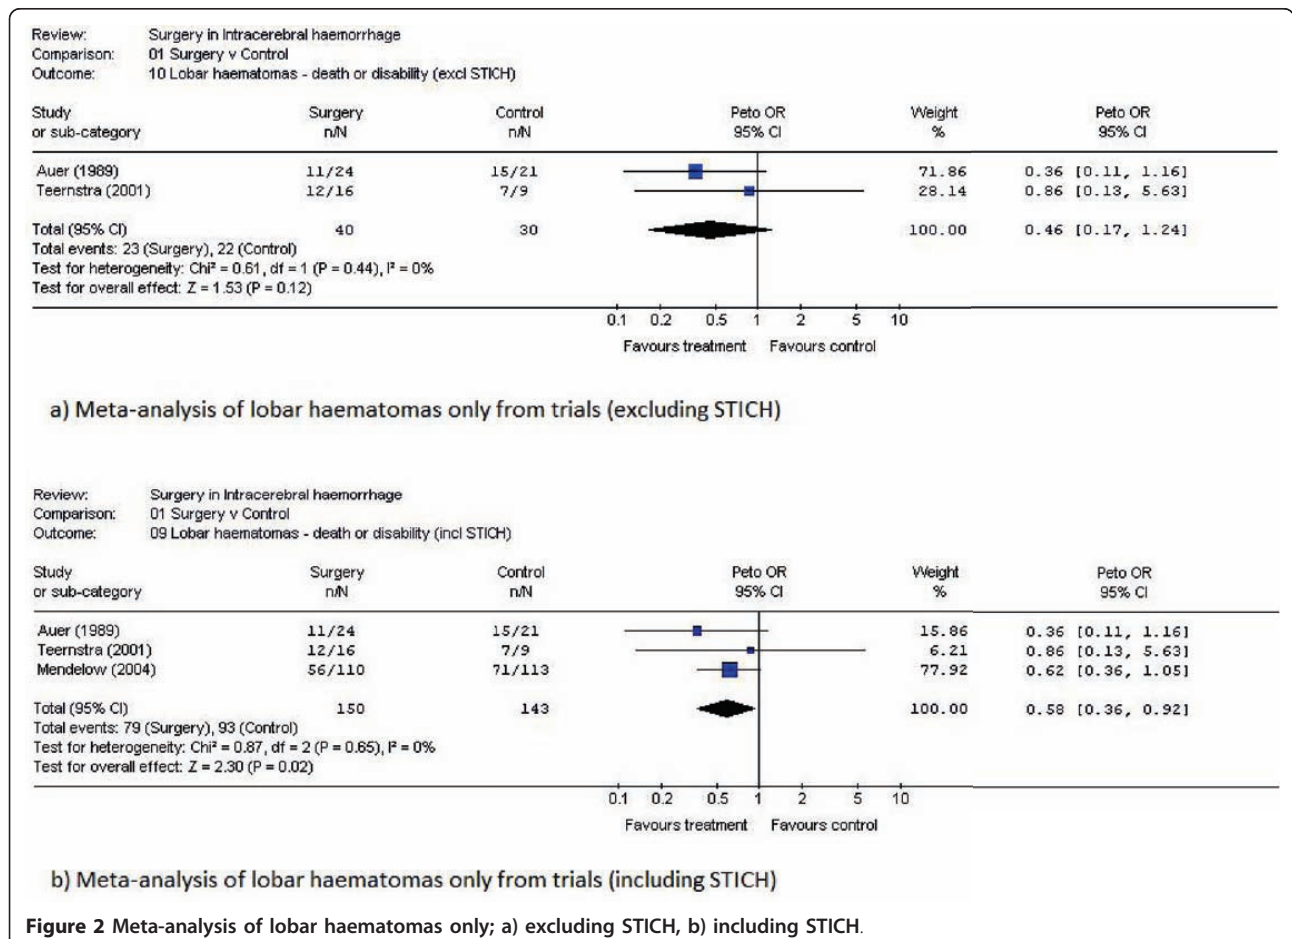 Review: Surgery in Intracerebral haemorrhage
Comparison: 01 Surgery v Control
Outcome: 10 Lobar haematomas - death or disability (excl STICH)
Study Surgery Control Peto OR Weight Peto OR
or sub-category n/N n/N 95% CI % 95% CI
Auer (1989) 11/24 15/21 71.86 0.36 [0.11, 1.16]
Teernstra (2001) 12/16 7/9 28.14 0.86 [0.13, 5.63]
Total (95% CI) 40 30 100.00 0.46 [0.17, 1.24]
Total events: 23 (Surgery), 22 (Control)
Test for heterogeneity: Chi² = 0.61, df = 1 (P = 0.44), I² = 0%
Test for overall effect: Z = 1.53 (P = 0.12)
0.1 0.2 0.5 1 2 5 10
Favours treatment Favours control
a) Meta-analysis of lobar haematomas only from trials (excluding STICH)
Review: Surgery in Intracerebral haemorrhage
Comparison: 01 Surgery v Control
Outcome: 09 Lobar haematomas - death or disability (incl STICH)
Study Surgery Control Peto OR Weight Peto OR
or sub-category n/N n/N 95% CI % 95% CI
Auer (1989) 11/24 15/21 15.86 0.36 [0.11, 1.16]
Teernstra (2001) 12/16 7/9 6.21 0.86 [0.13, 5.63]
Mendelow (2004) 56/110 71/113 77.92 0.62 [0.36, 1.05]
Total (95% CI) 150 143 100.00 0.58 [0.36, 0.92]
Total events: 79 (Surgery), 93 (Control)
Test for heterogeneity: Chi² = 0.87, df = 2 (P = 0.65), I² = 0%
Test for overall effect: Z = 2.30 (P = 0.02)
0.1 0.2 0.5 1 2 5 10
Favours treatment Favours control
b) Meta-analysis of lobar haematomas only from trials (including STICH)
Figure 2 Meta-analysis of lobar haematomas only; a) excluding STICH, b) including STICH.